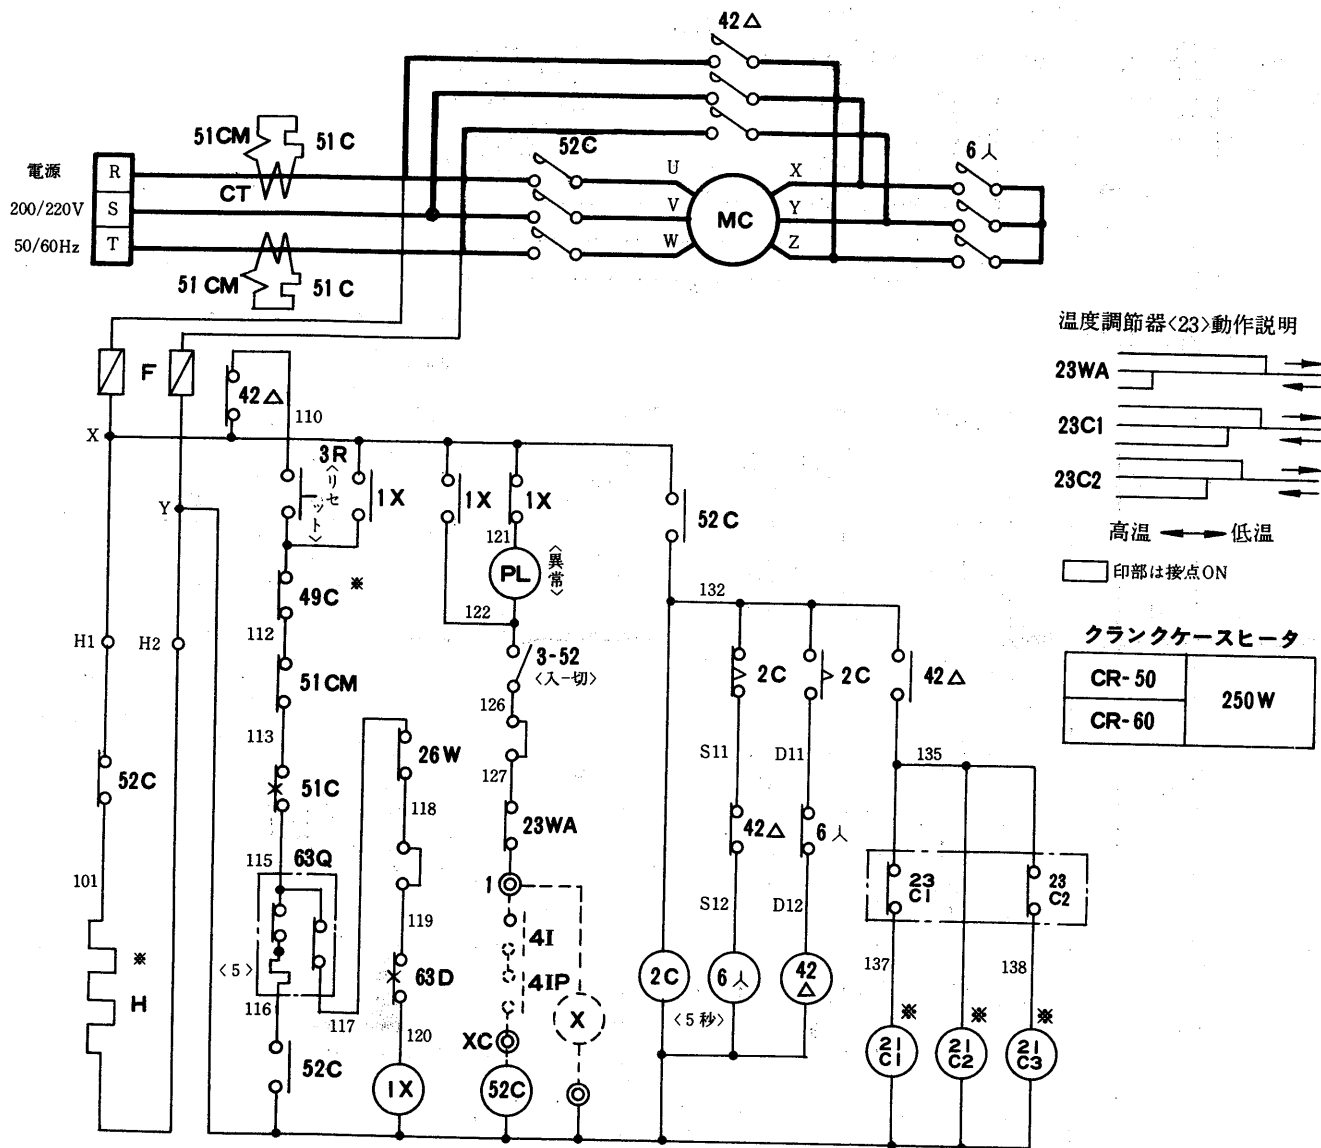 42△
51CM
51C
52C
6人
電源
R
CT
U
X
200/220V
S
V
MC
Y
50/60Hz
T
W
Z
51CM
51C
温度調節器〈23〉動作説明
23WA
23C1
23C2
高温 ←→ 低温
印部は接点ON
クランクケースヒータ
CR-50
CR-60
250W
F
42△
110
X
3R
〈リセット〉
1X
1X
1X
52C
Y
121
PL
〈異常〉
49C ※
122
132
112
H1
H2
3-52
〈入-切〉
2C
2C
42△
51CM
126
113
26W
S11
D11
135
52C
51C
127
118
23WA
42△
6人
115
63Q
1
23
C1
23
C2
101
119
S12
D12
4I
※
H
〈5〉
63D
4IP
2C
6人
42
△
137
138
116
117
X
〈5秒〉
※
※
※
120
XC
52C
1X
52C
21
C1
21
C2
21
C3